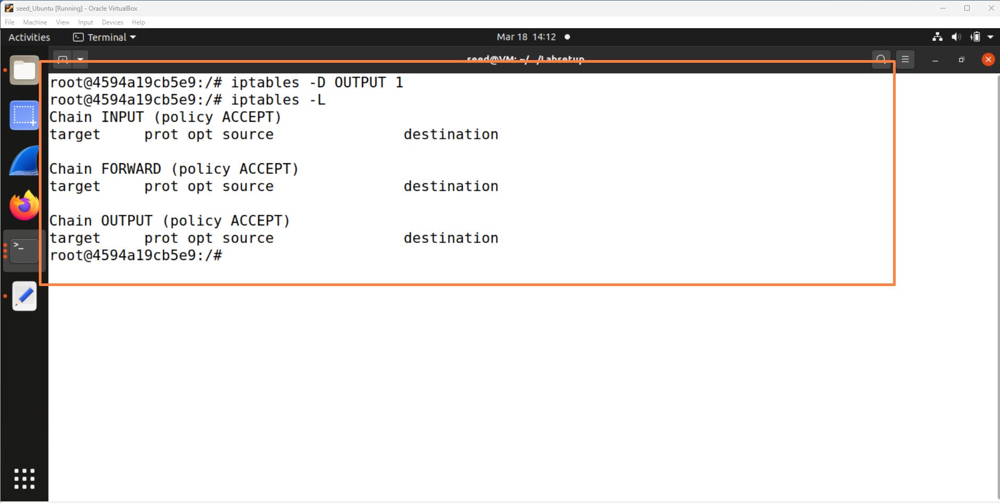 seed_Ubuntu [Running] - Oracle VirtualBox
File Machine View Input Devices Help
Activities Terminal Mar 18 14:12
seed@VM: ~/.../Labsetup
root@4594a19cb5e9:/# iptables -D OUTPUT 1
root@4594a19cb5e9:/# iptables -L
Chain INPUT (policy ACCEPT)
target     prot opt source               destination
Chain FORWARD (policy ACCEPT)
target     prot opt source               destination
Chain OUTPUT (policy ACCEPT)
target     prot opt source               destination
root@4594a19cb5e9:/#